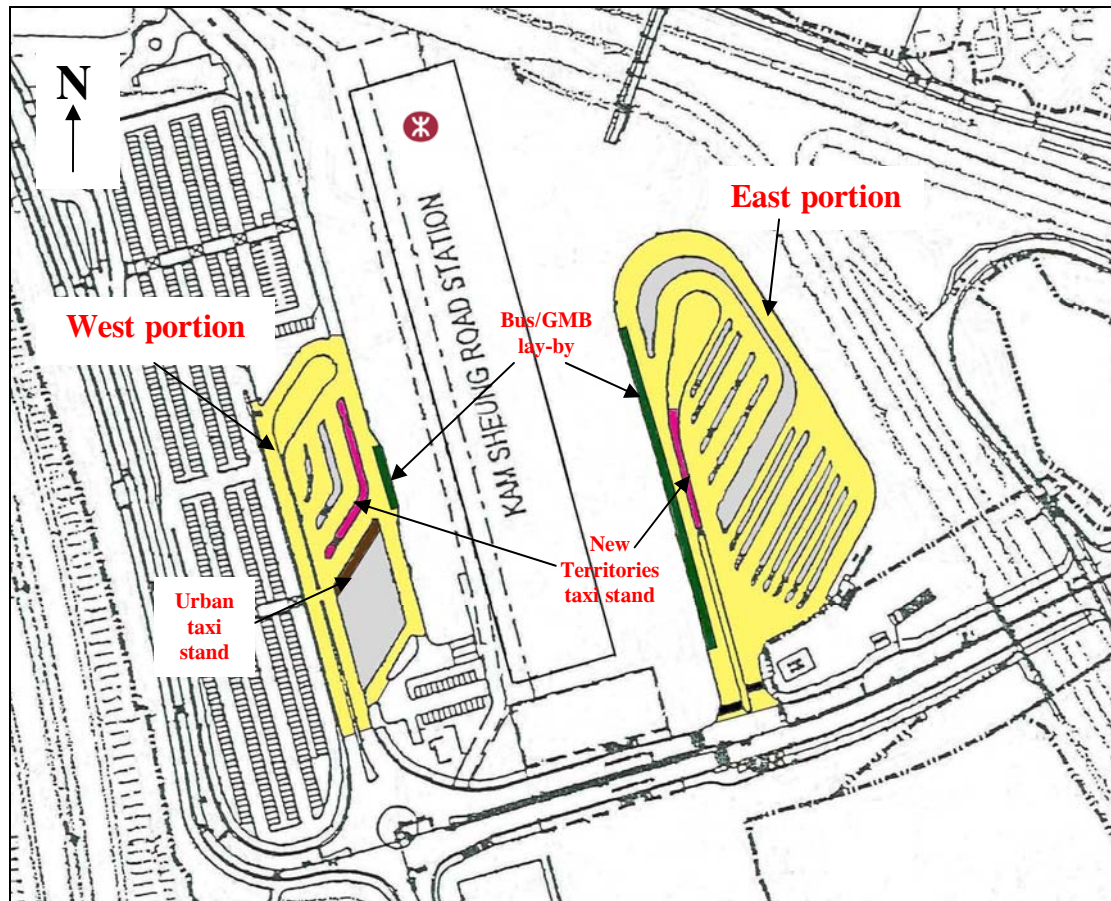 N
East portion
West portion
Bus/GMB
lay-by
KAM SHEUNG ROAD STATION
New
Territories
taxi stand
Urban
taxi
stand